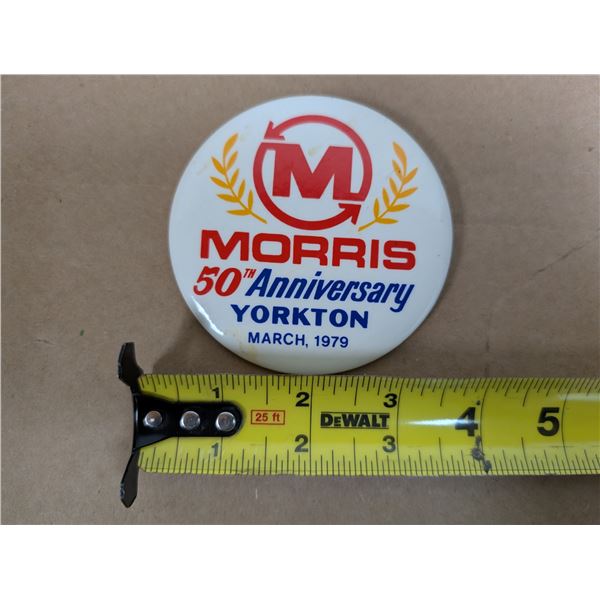 M
MORRIS
50TH Anniversary
YORKTON
MARCH, 1979
1 2 3 4 5
25 ft DEWALT
1 2 3